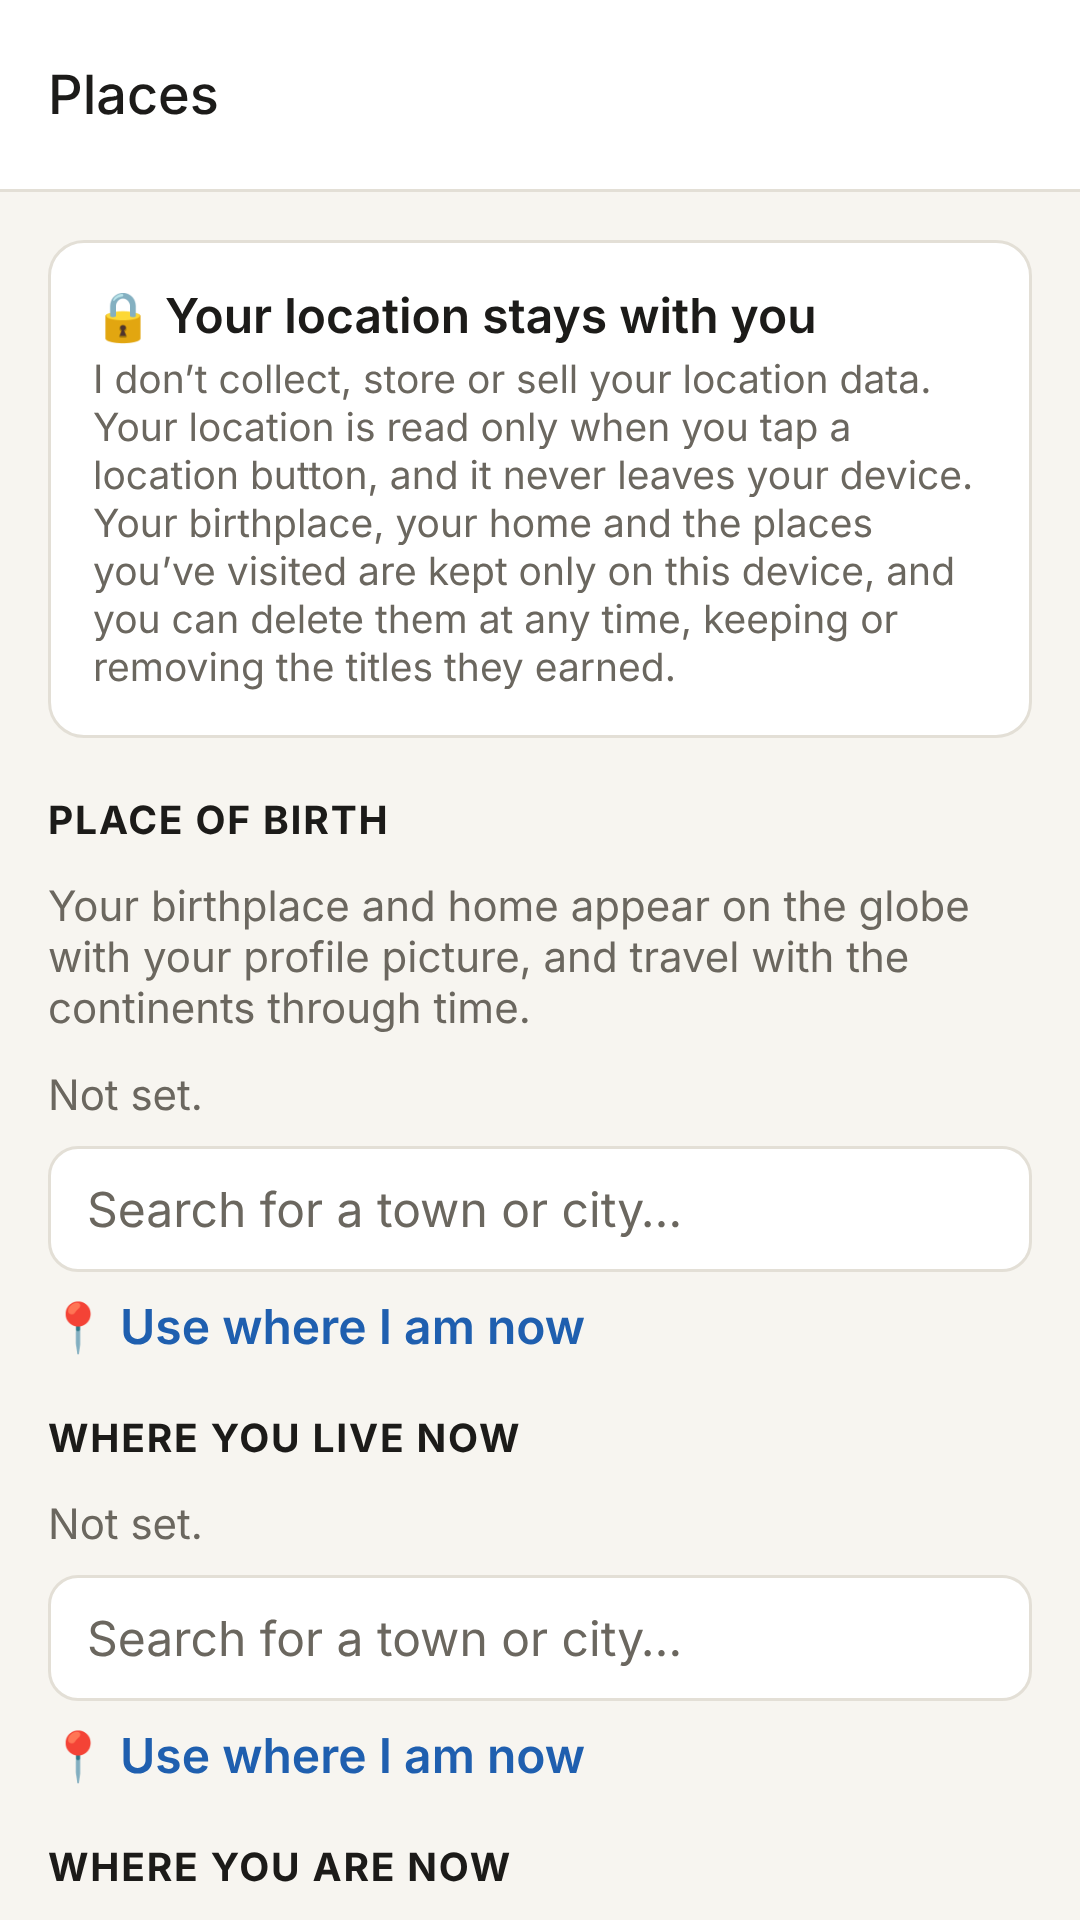 Places
🔒 Your location stays with you
I don’t collect, store or sell your location data.
Your location is read only when you tap a
location button, and it never leaves your device.
Your birthplace, your home and the places
you’ve visited are kept only on this device, and
you can delete them at any time, keeping or
removing the titles they earned.
PLACE OF BIRTH
Your birthplace and home appear on the globe
with your profile picture, and travel with the
continents through time.
Not set.
Search for a town or city…
📍 Use where I am now
WHERE YOU LIVE NOW
Not set.
Search for a town or city…
📍 Use where I am now
WHERE YOU ARE NOW